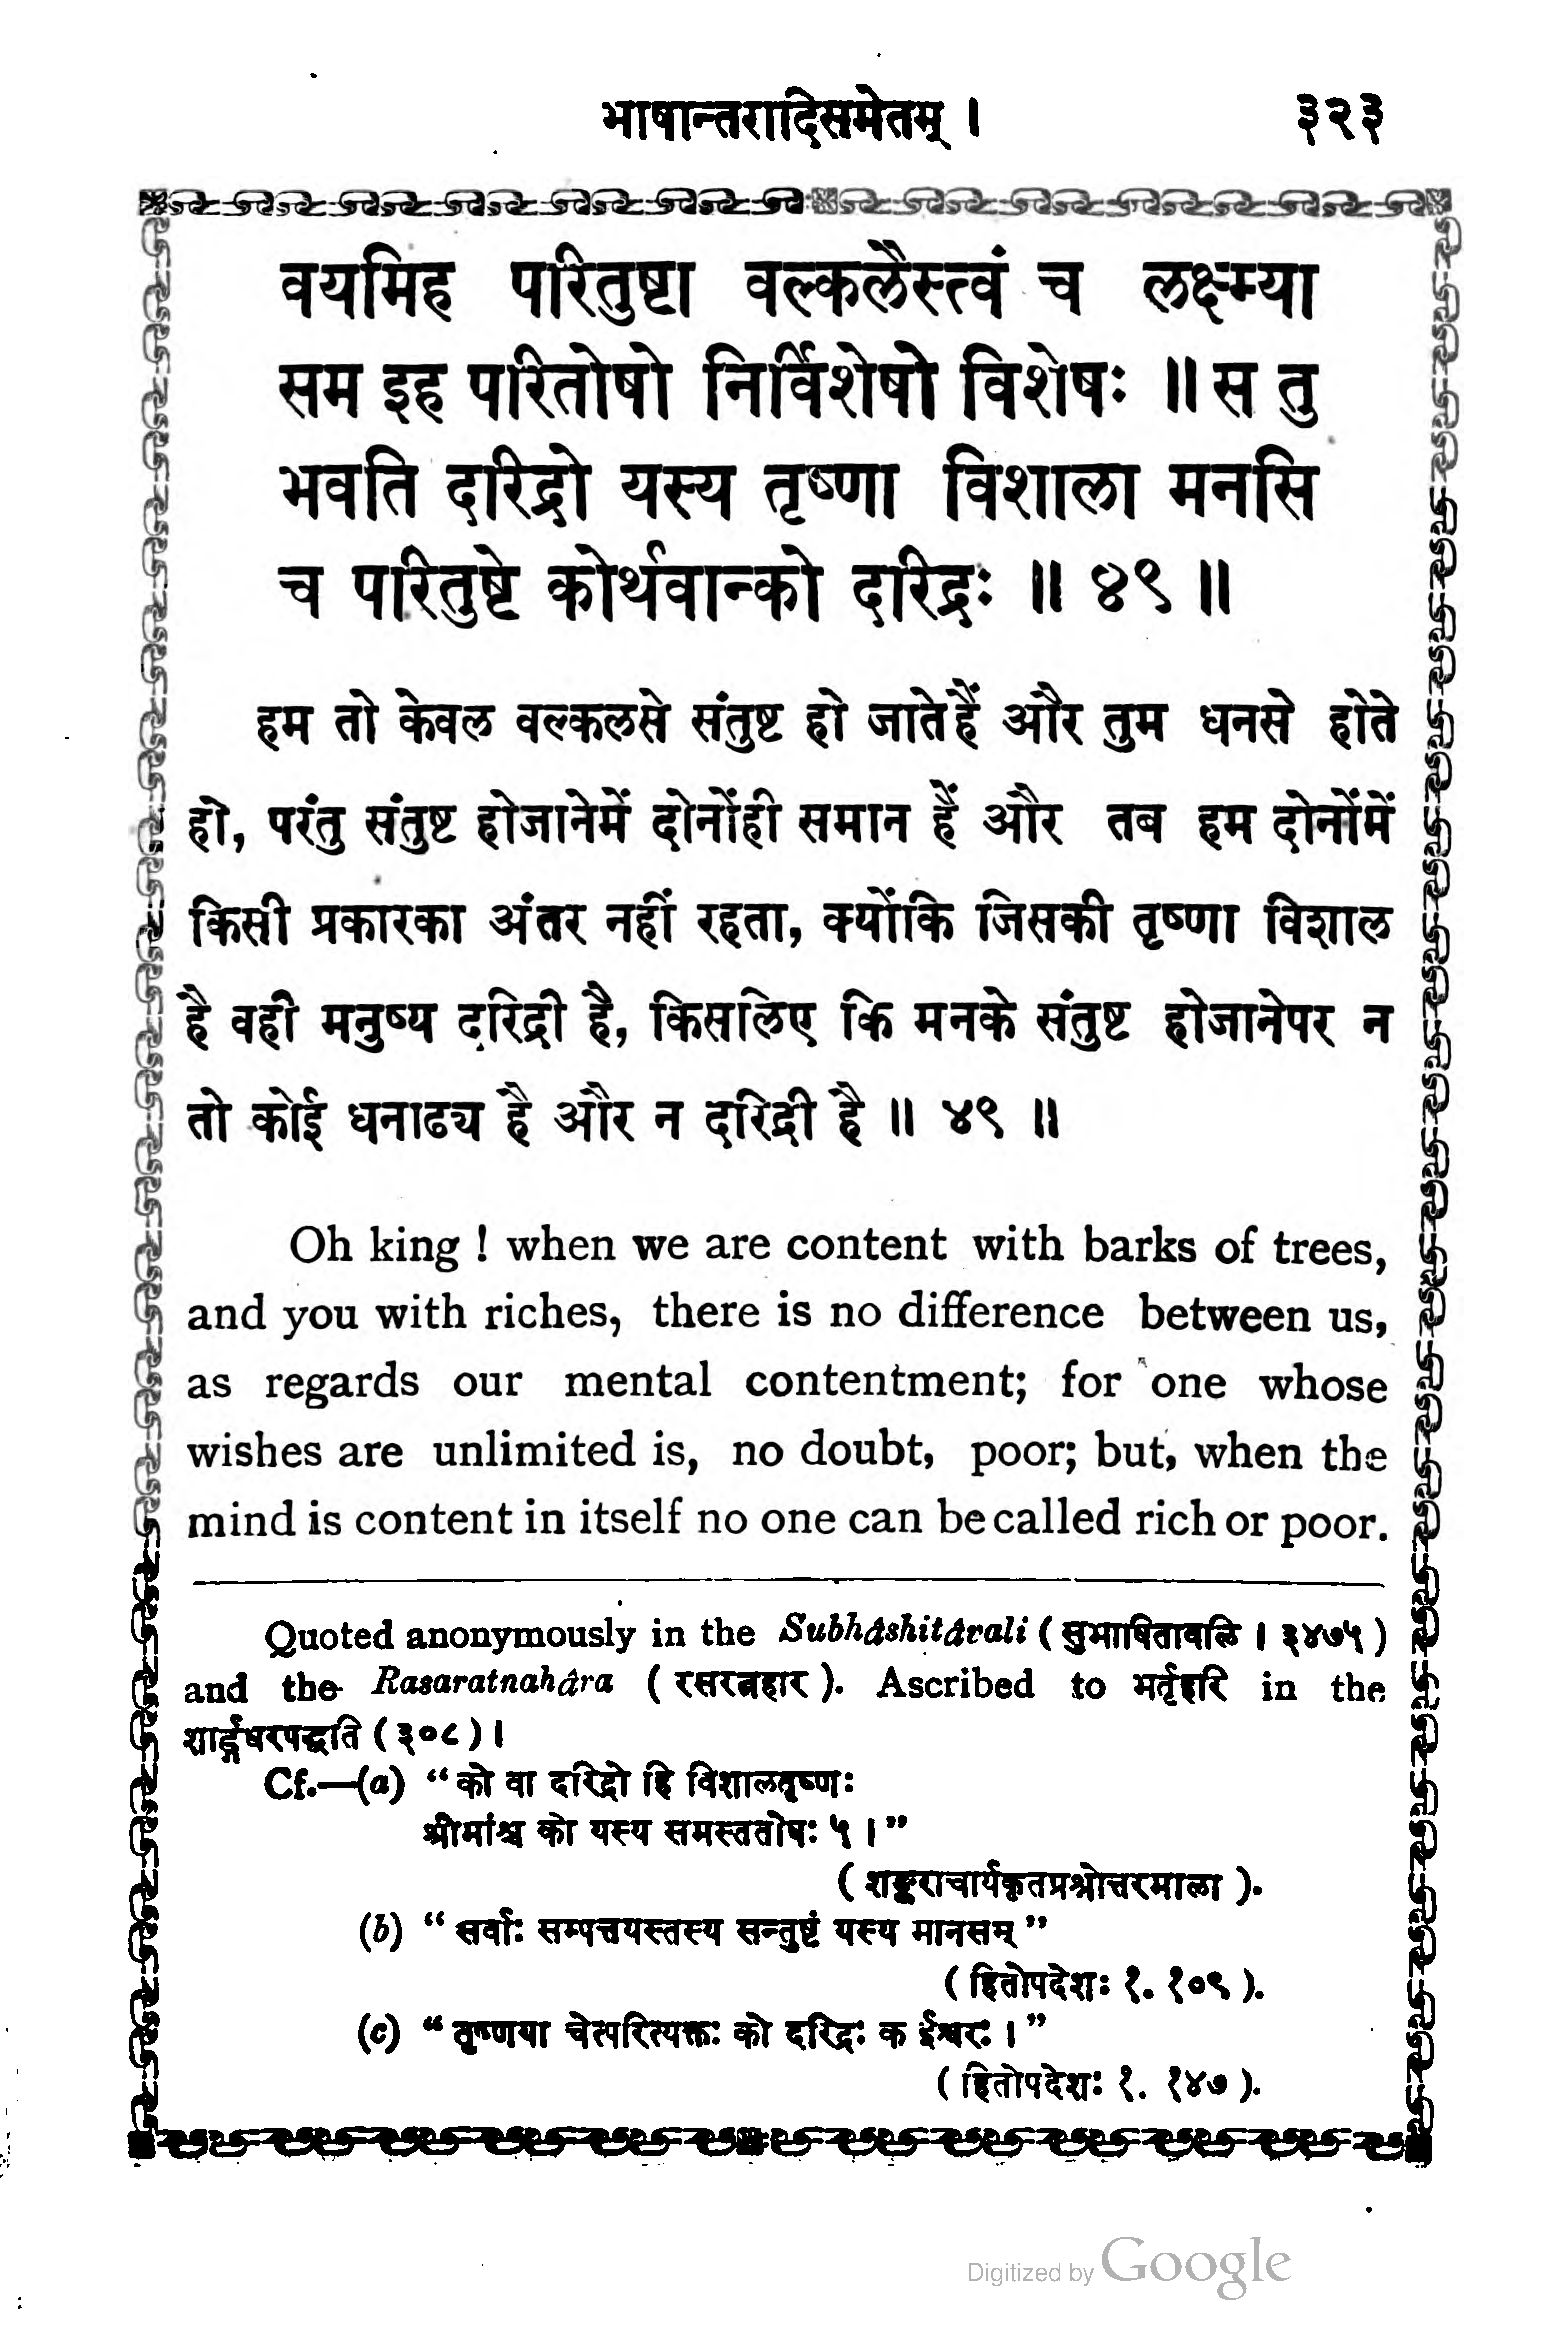 भाषान्तरादिसमेतम् । ३२३
वयमिह परितुष्टा वल्कलैस्त्वं च लक्ष्म्या
सम इह परितोषो निर्विशेषो विशेषः ॥ स तु
भवति दरिद्रो यस्य तृष्णा विशाला मनसि
च परितुष्टे कोर्थवान्को दरिद्रः ॥ ४९ ॥
हम तो केवल वल्कलसे संतुष्ट हो जातेहैं और तुम धनसे होते
हो, परंतु संतुष्ट होजानेमें दोनोंही समान हैं और तब हम दोनोंमें
किसी प्रकारका अंतर नहीं रहता, क्योंकि जिसकी तृष्णा विशाल
है वही मनुष्य दरिद्री है, किसलिए कि मनके संतुष्ट होजानेपर न
तो कोई धनाढ्य है और न दरिद्री है ॥ ४९ ॥
Oh king ! when we are content with barks of trees,
and you with riches, there is no difference between us,
as regards our mental contentment; for one whose
wishes are unlimited is, no doubt, poor; but, when the
mind is content in itself no one can be called rich or poor.
Quoted anonymously in the Subhâshitâvali ( सुभाषितावलि । ३४७५ )
and the Rasaratnahâra ( रसरत्नहार ). Ascribed to भर्तृहरि in the
शार्ङ्गधरपद्धति ( ३०८ ) ।
Cf.—(a) “ को वा दरिद्रो हि विशालतृष्णः
श्रीमांश्च को यस्य समस्ततोषः ५ । ”
( शङ्कराचार्यकृतप्रश्नोत्तरमाला ).
(b) “ सर्वाः सम्पत्तयस्तस्य सन्तुष्टं यस्य मानसम् ”
( हितोपदेशः १. १०९ ).
(c) “ तृष्णया चेत्परित्यक्तः को दरिद्रः क ईश्वरः । ”
( हितोपदेशः १. १४७ ).
Digitized by Google